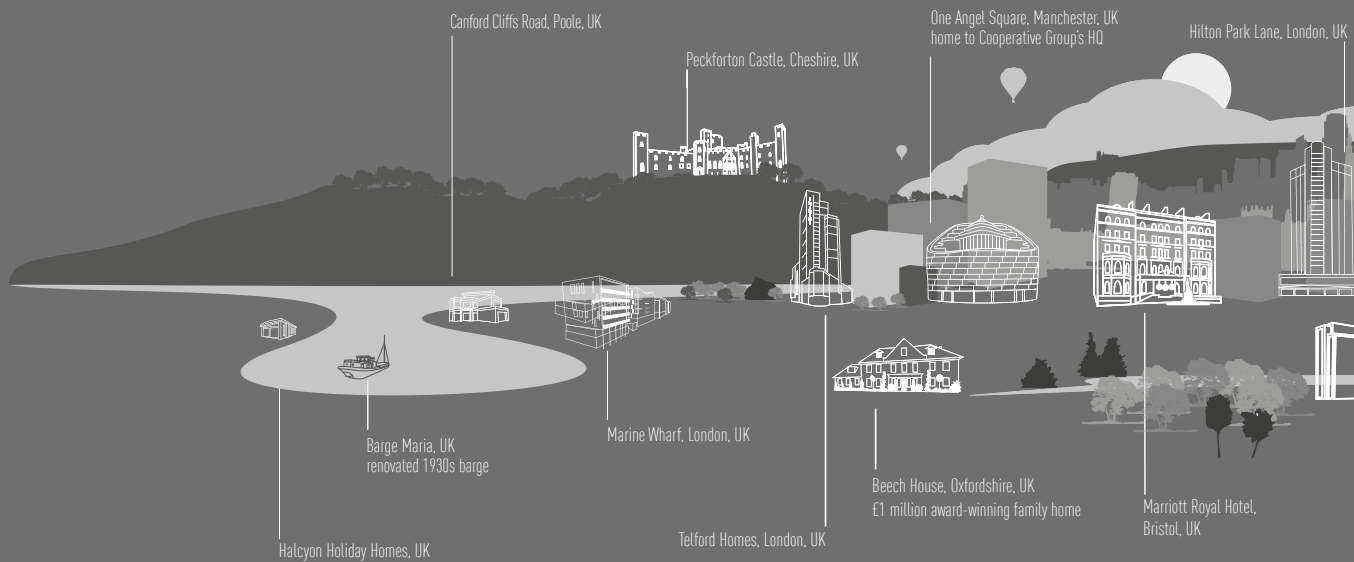 Canford Cliffs Road, Poole, UK
Peckforton Castle, Cheshire, UK
One Angel Square, Manchester, UK
home to Cooperative Group's HQ
Hilton Park Lane, London, UK
Marine Wharf, London, UK
Barge Maria, UK
renovated 1930s barge
Beech House, Oxfordshire, UK
£1 million award-winning family home
Marriott Royal Hotel,
Bristol, UK
Telford Homes, London, UK
Halcyon Holiday Homes, UK